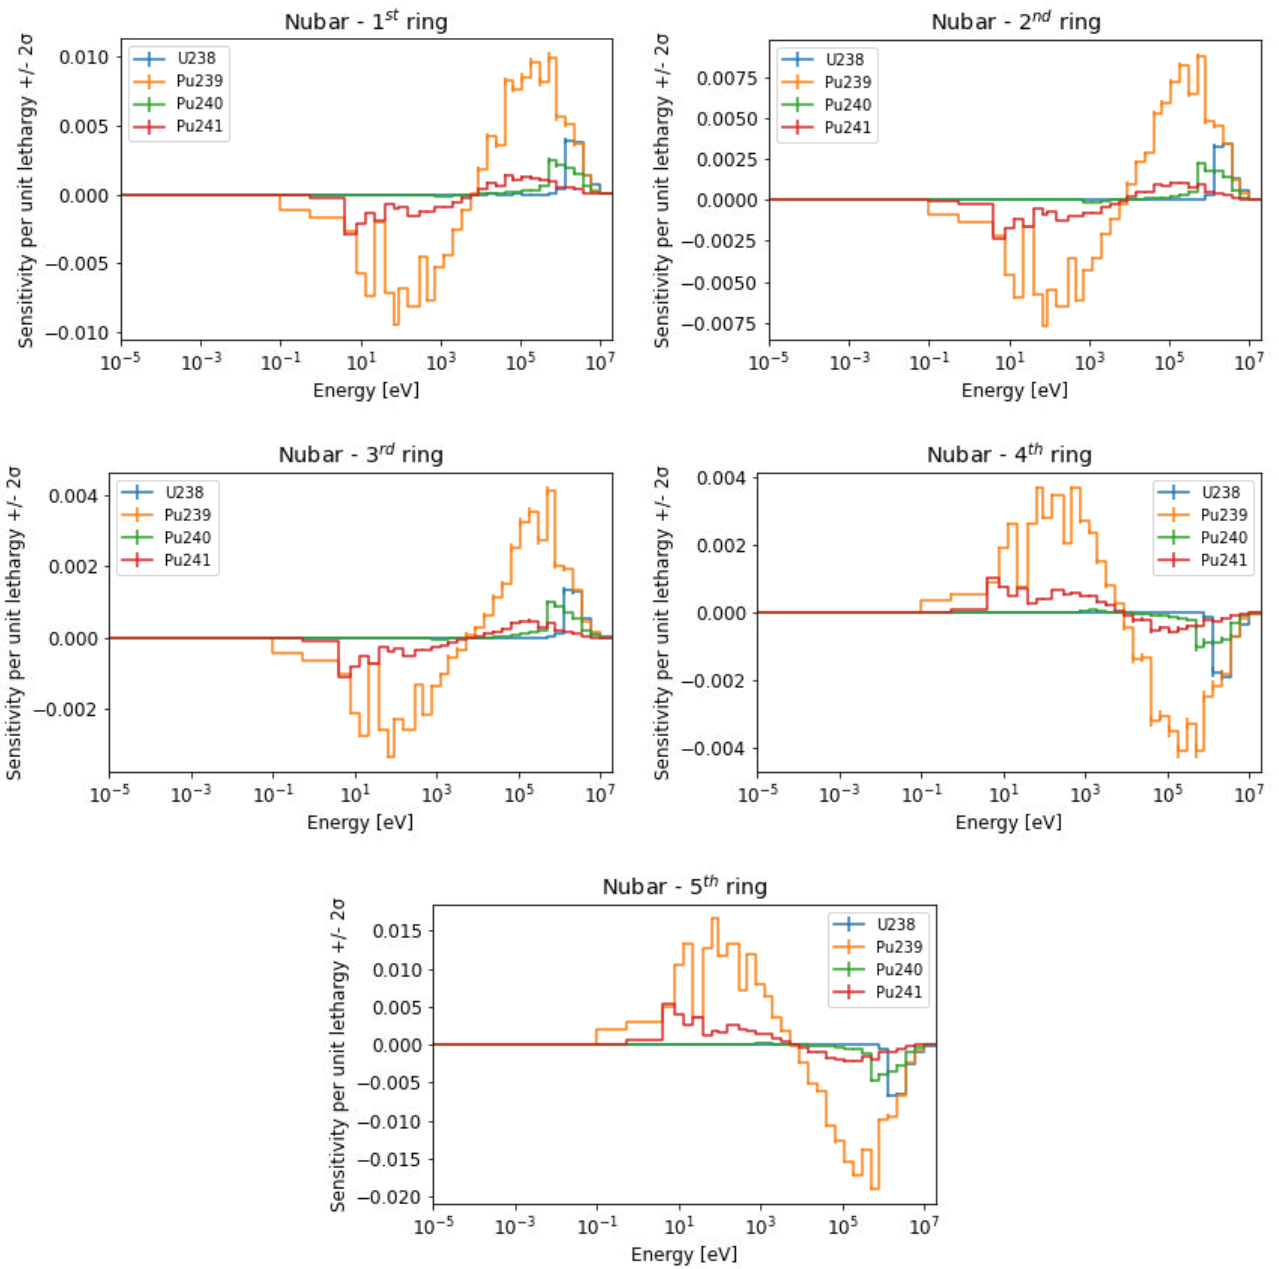 Nubar - 1st ring
Sensitivity per unit lethargy +/- 2σ
0.010
0.005
0.000
−0.005
−0.010
U238
Pu239
Pu240
Pu241
10−5
10−3
10−1
101
103
105
107
Energy [eV]
Nubar - 2nd ring
Sensitivity per unit lethargy +/- 2σ
0.0075
0.0050
0.0025
0.0000
−0.0025
−0.0050
−0.0075
U238
Pu239
Pu240
Pu241
10−5
10−3
10−1
101
103
105
107
Energy [eV]
Nubar - 3rd ring
Sensitivity per unit lethargy +/- 2σ
0.004
0.002
0.000
−0.002
U238
Pu239
Pu240
Pu241
10−5
10−3
10−1
101
103
105
107
Energy [eV]
Nubar - 4th ring
Sensitivity per unit lethargy +/- 2σ
0.004
0.002
0.000
−0.002
−0.004
U238
Pu239
Pu240
Pu241
10−5
10−3
10−1
101
103
105
107
Energy [eV]
Nubar - 5th ring
Sensitivity per unit lethargy +/- 2σ
0.015
0.010
0.005
0.000
−0.005
−0.010
−0.015
−0.020
U238
Pu239
Pu240
Pu241
10−5
10−3
10−1
101
103
105
107
Energy [eV]